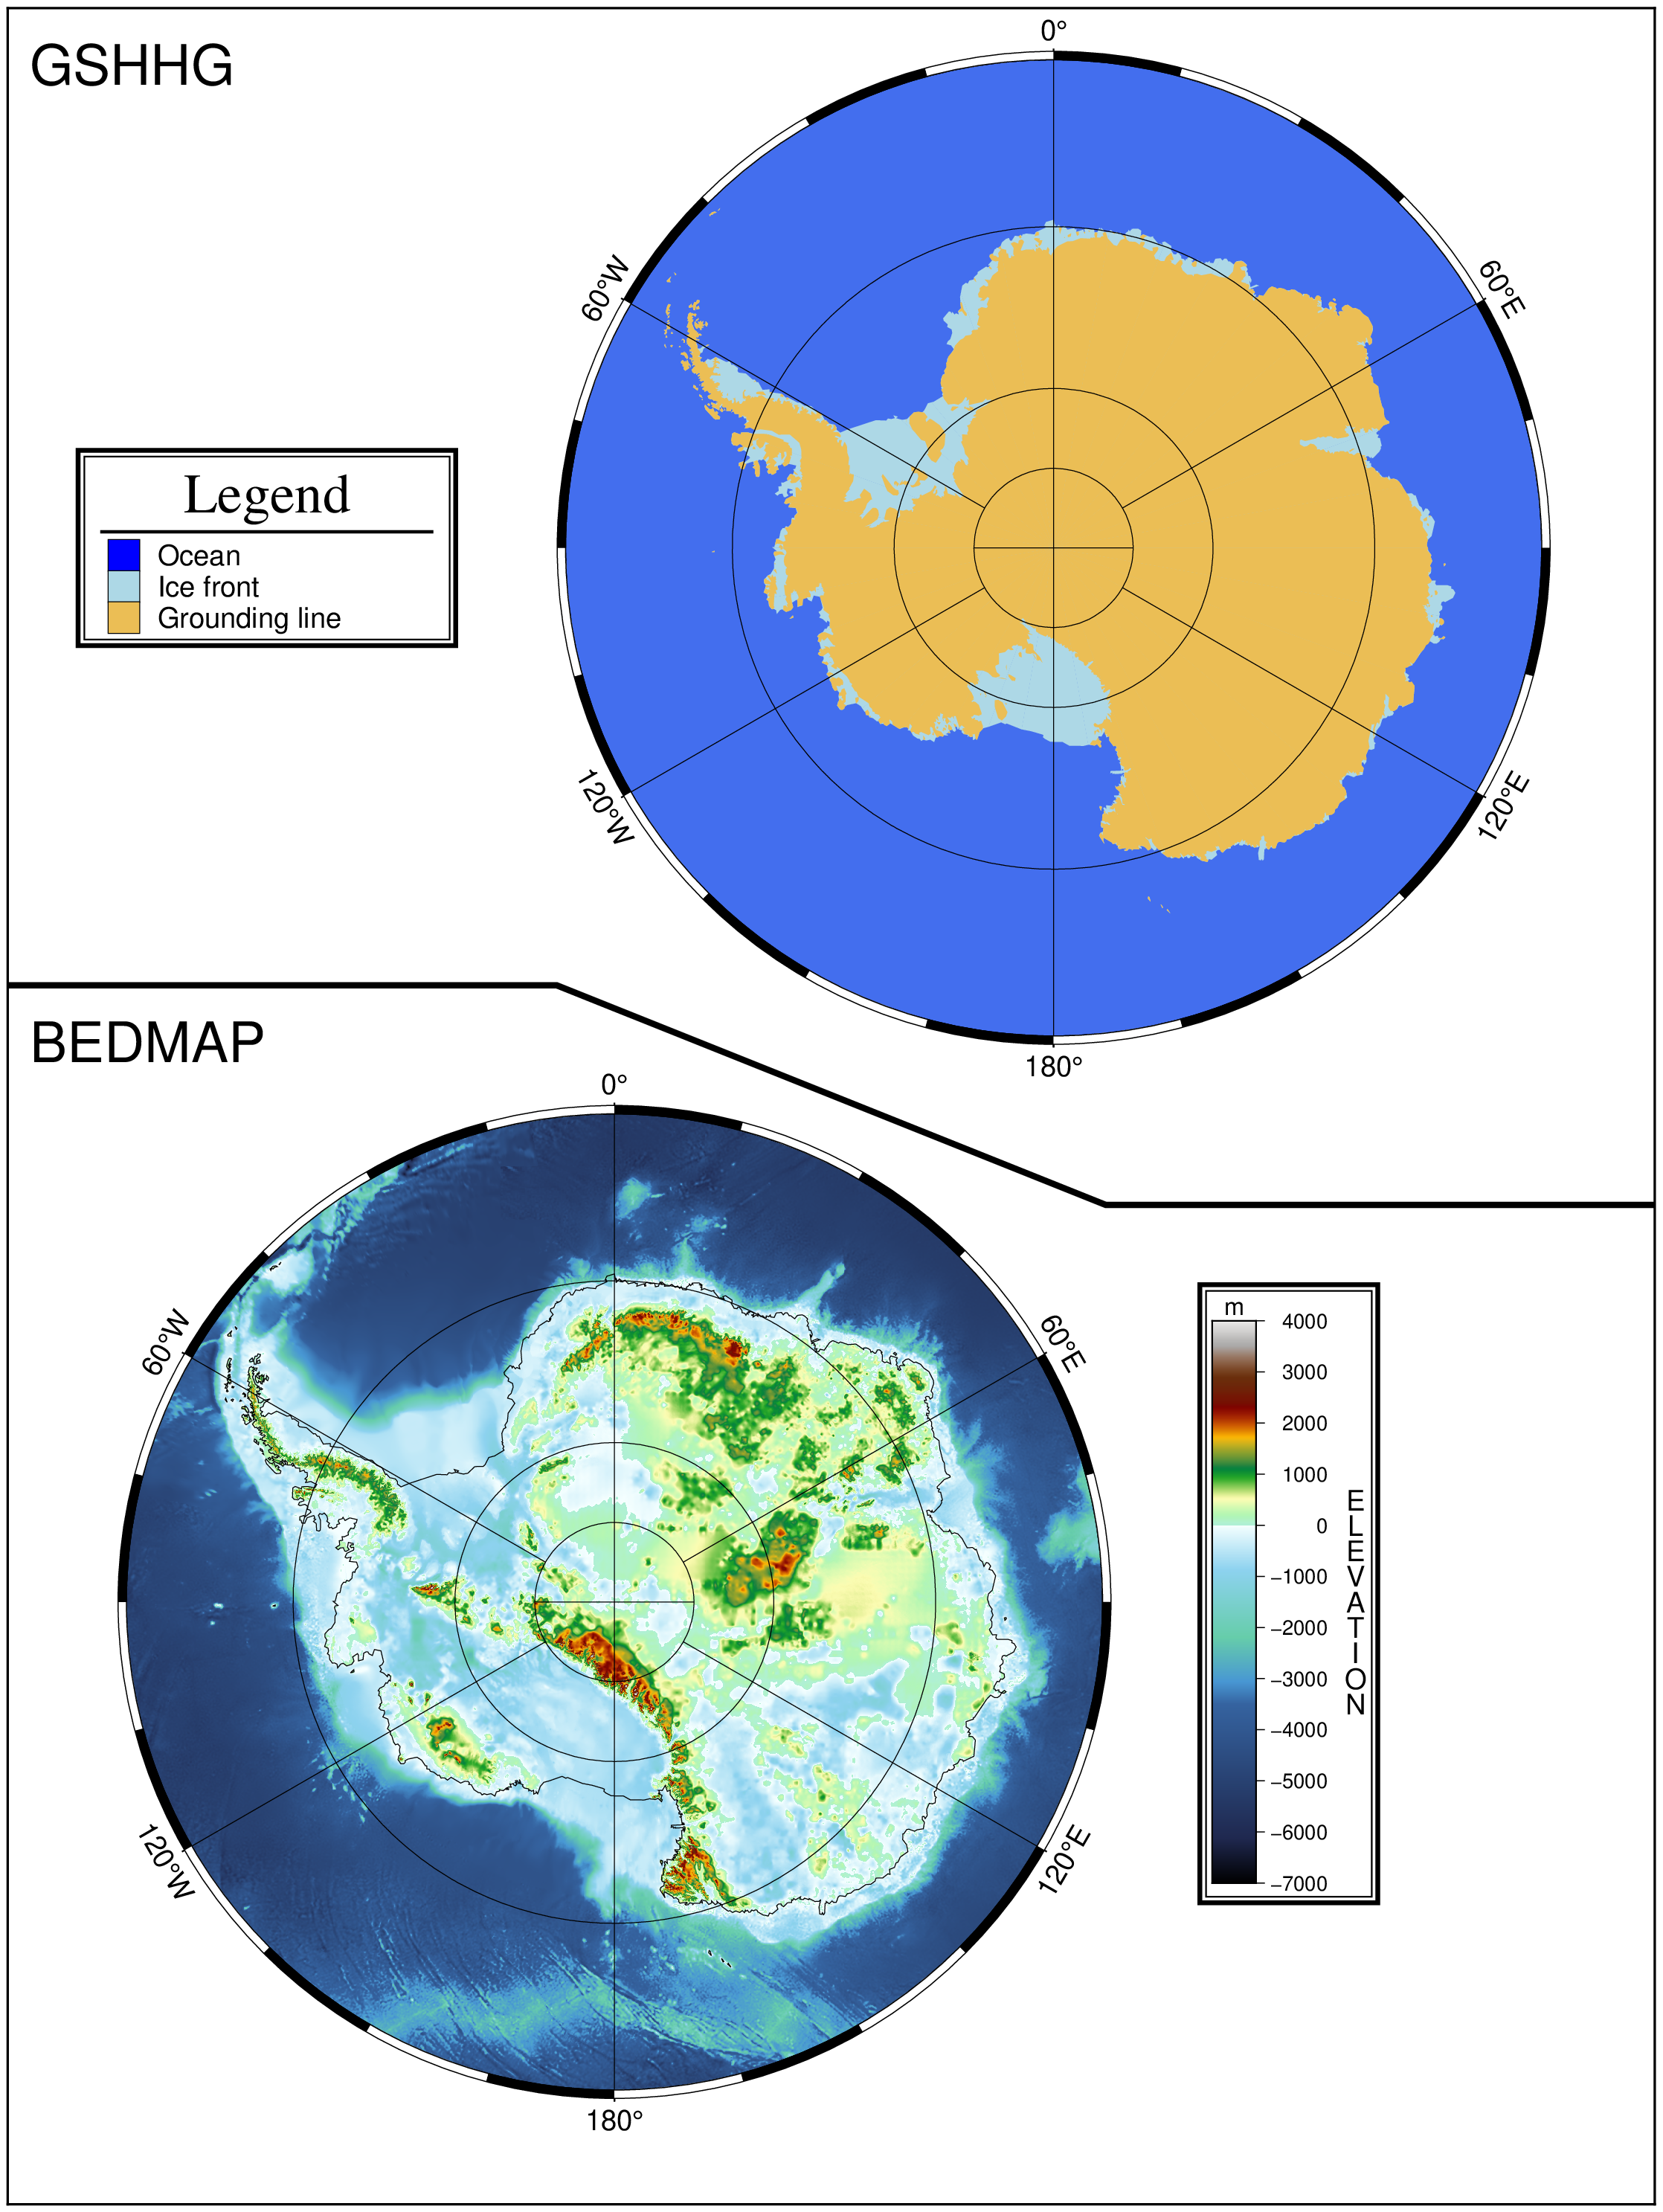 GSHHG
0°
60°W
60°E
Legend
Ocean
Ice front
Grounding line
120°W
120°E
180°
BEDMAP
0°
60°W
60°E
m
4000
3000
2000
1000
0
−1000
−2000
−3000
−4000
−5000
−6000
−7000
ELEVATION
120°W
120°E
180°